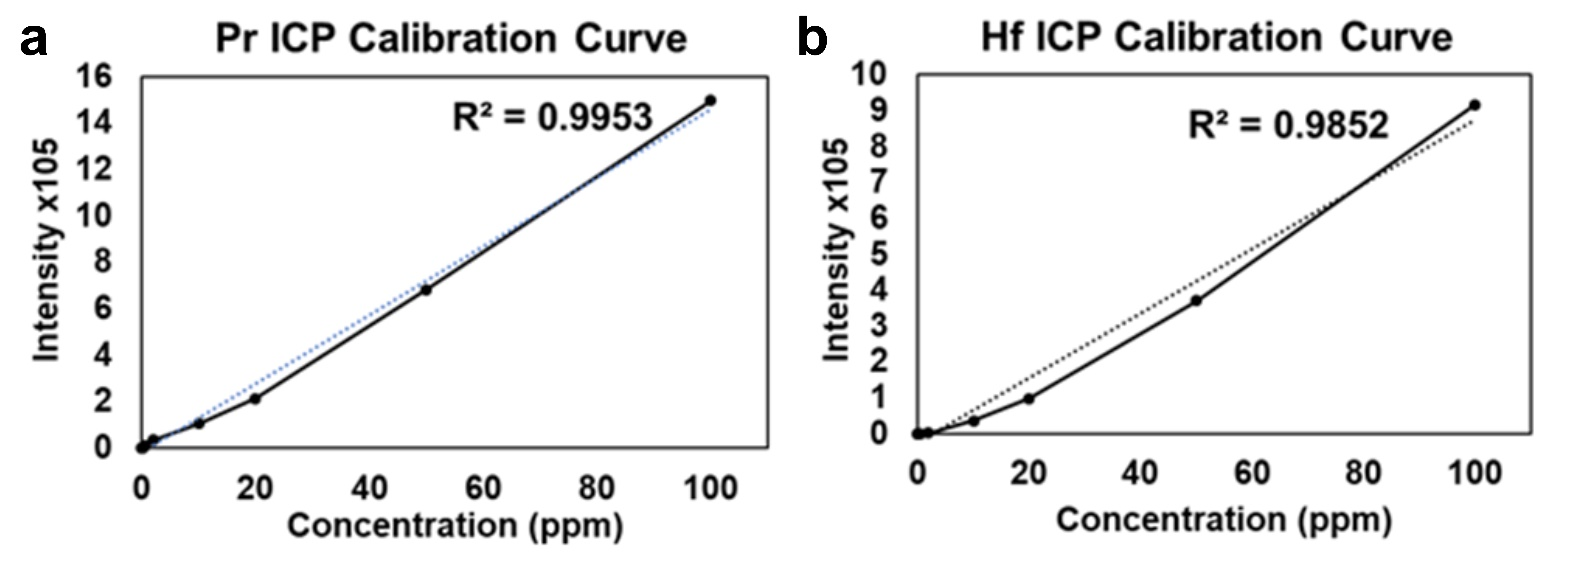 a
Pr ICP Calibration Curve
R² = 0.9953
Intensity x105
16
14
12
10
8
6
4
2
0
0 20 40 60 80 100
Concentration (ppm)
b
Hf ICP Calibration Curve
R² = 0.9852
Intensity x105
10
9
8
7
6
5
4
3
2
1
0
0 20 40 60 80 100
Concentration (ppm)